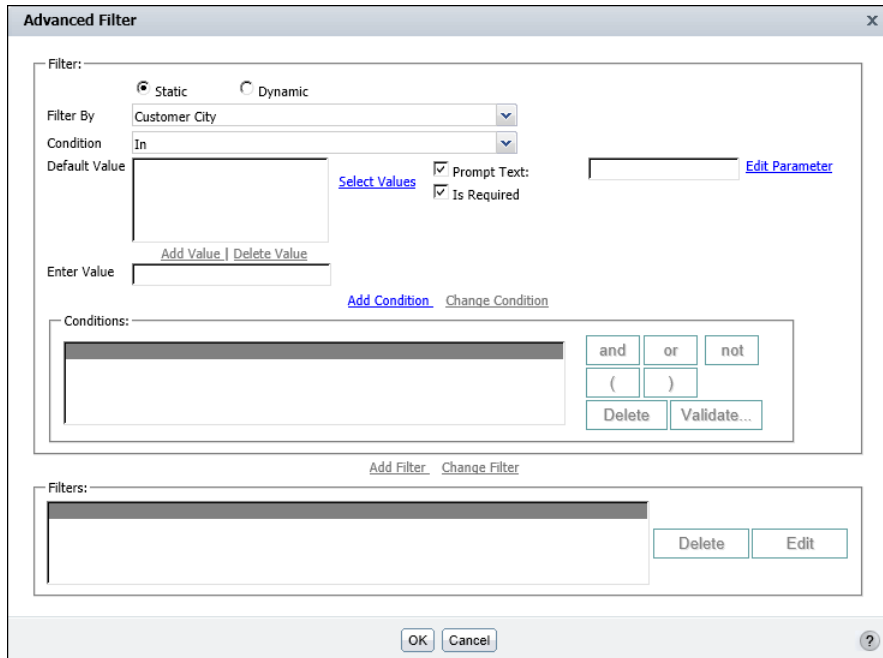 Advanced Filter x
Filter:
Static Dynamic
Filter By Customer City
Condition In
Default Value Select Values Prompt Text: Edit Parameter
Is Required
Add Value | Delete Value
Enter Value
Add Condition Change Condition
Conditions:
and or not
( )
Delete Validate...
Add Filter Change Filter
Filters:
Delete Edit
OK Cancel ?